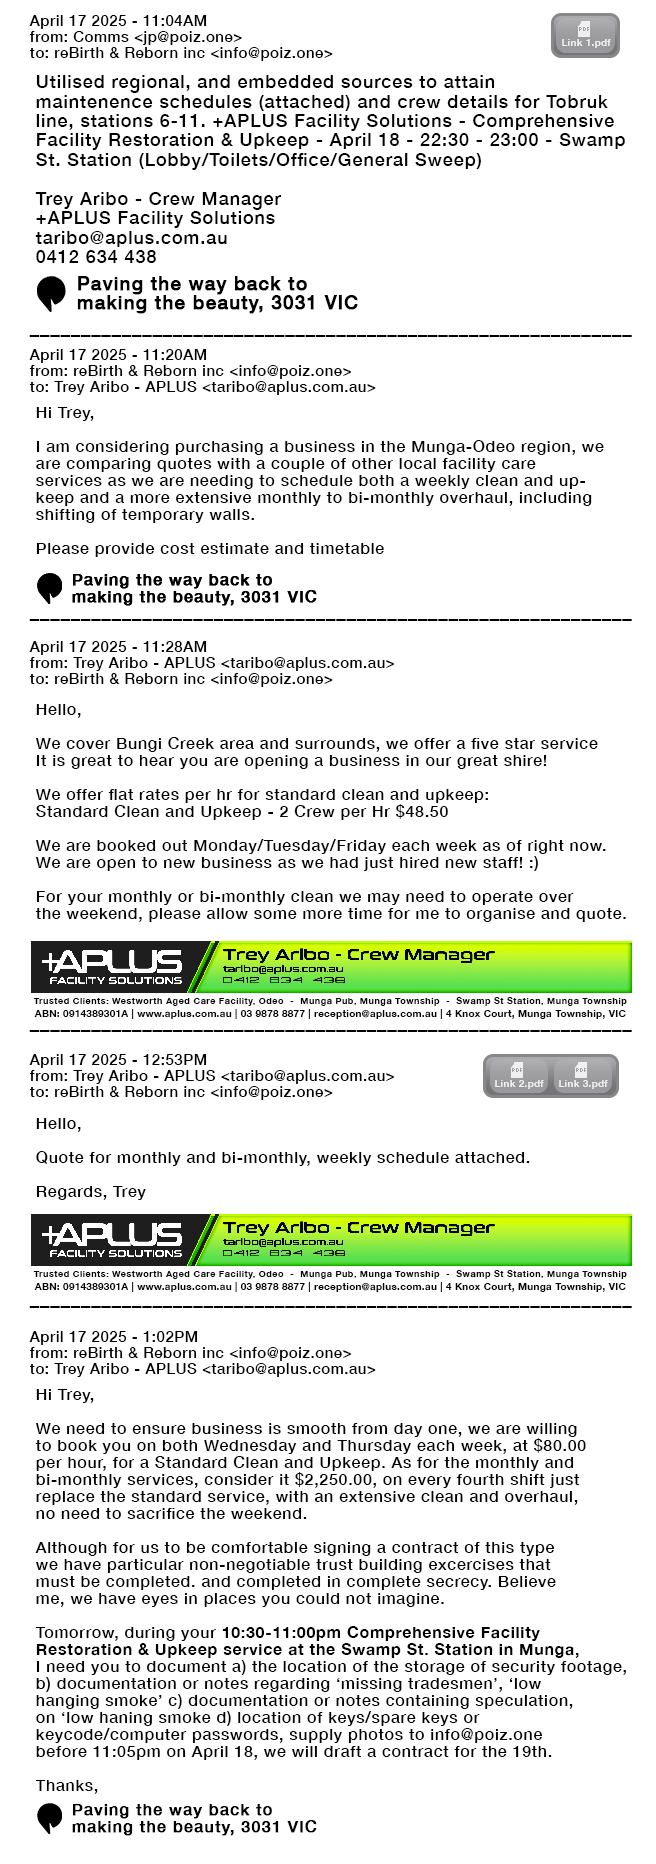 April 17 2025 - 11:04AM
from: Comms <jp@poiz.one>
to: reBirth & Reborn inc <info@poiz.one>
PDF
Link 1.pdf
Utilised regional, and embedded sources to attain
maintenence schedules (attached) and crew details for Tobruk
line, stations 6-11. +APLUS Facility Solutions - Comprehensive
Facility Restoration & Upkeep - April 18 - 22:30 - 23:00 - Swamp
St. Station (Lobby/Toilets/Office/General Sweep)
Trey Aribo - Crew Manager
+APLUS Facility Solutions
taribo@aplus.com.au
0412 634 438
Paving the way back to
making the beauty, 3031 VIC
April 17 2025 - 11:20AM
from: reBirth & Reborn inc <info@poiz.one>
to: Trey Aribo - APLUS <taribo@aplus.com.au>
Hi Trey,
I am considering purchasing a business in the Munga-Odeo region, we
are comparing quotes with a couple of other local facility care
services as we are needing to schedule both a weekly clean and up-
keep and a more extensive monthly to bi-monthly overhaul, including
shifting of temporary walls.
Please provide cost estimate and timetable
Paving the way back to
making the beauty, 3031 VIC
April 17 2025 - 11:28AM
from: Trey Aribo - APLUS <taribo@aplus.com.au>
to: reBirth & Reborn inc <info@poiz.one>
Hello,
We cover Bungi Creek area and surrounds, we offer a five star service
It is great to hear you are opening a business in our great shire!
We offer flat rates per hr for standard clean and upkeep:
Standard Clean and Upkeep - 2 Crew per Hr $48.50
We are booked out Monday/Tuesday/Friday each week as of right now.
We are open to new business as we had just hired new staff! :)
For your monthly or bi-monthly clean we may need to operate over
the weekend, please allow some more time for me to organise and quote.
+APLUS
FACILITY SOLUTIONS
Trey Aribo - Crew Manager
taribo@aplus.com.au
0412 634 438
Trusted Clients: Westworth Aged Care Facility, Odeo - Munga Pub, Munga Township - Swamp St Station, Munga Township
ABN: 0914389301A | www.aplus.com.au | 03 9878 8877 | reception@aplus.com.au | 4 Knox Court, Munga Township, VIC
April 17 2025 - 12:53PM
from: Trey Aribo - APLUS <taribo@aplus.com.au>
to: reBirth & Reborn inc <info@poiz.one>
PDF PDF
Link 2.pdf Link 3.pdf
Hello,
Quote for monthly and bi-monthly, weekly schedule attached.
Regards, Trey
+APLUS
FACILITY SOLUTIONS
Trey Aribo - Crew Manager
taribo@aplus.com.au
0412 634 438
Trusted Clients: Westworth Aged Care Facility, Odeo - Munga Pub, Munga Township - Swamp St Station, Munga Township
ABN: 0914389301A | www.aplus.com.au | 03 9878 8877 | reception@aplus.com.au | 4 Knox Court, Munga Township, VIC
April 17 2025 - 1:02PM
from: reBirth & Reborn inc <info@poiz.one>
to: Trey Aribo - APLUS <taribo@aplus.com.au>
Hi Trey,
We need to ensure business is smooth from day one, we are willing
to book you on both Wednesday and Thursday each week, at $80.00
per hour, for a Standard Clean and Upkeep. As for the monthly and
bi-monthly services, consider it $2,250.00, on every fourth shift just
replace the standard service, with an extensive clean and overhaul,
no need to sacrifice the weekend.
Although for us to be comfortable signing a contract of this type
we have particular non-negotiable trust building excercises that
must be completed. and completed in complete secrecy. Believe
me, we have eyes in places you could not imagine.
Tomorrow, during your 10:30-11:00pm Comprehensive Facility
Restoration & Upkeep service at the Swamp St. Station in Munga,
I need you to document a) the location of the storage of security footage,
b) documentation or notes regarding ‘missing tradesmen’, ‘low
hanging smoke’ c) documentation or notes containing speculation,
on ‘low haning smoke d) location of keys/spare keys or
keycode/computer passwords, supply photos to info@poiz.one
before 11:05pm on April 18, we will draft a contract for the 19th.
Thanks,
Paving the way back to
making the beauty, 3031 VIC